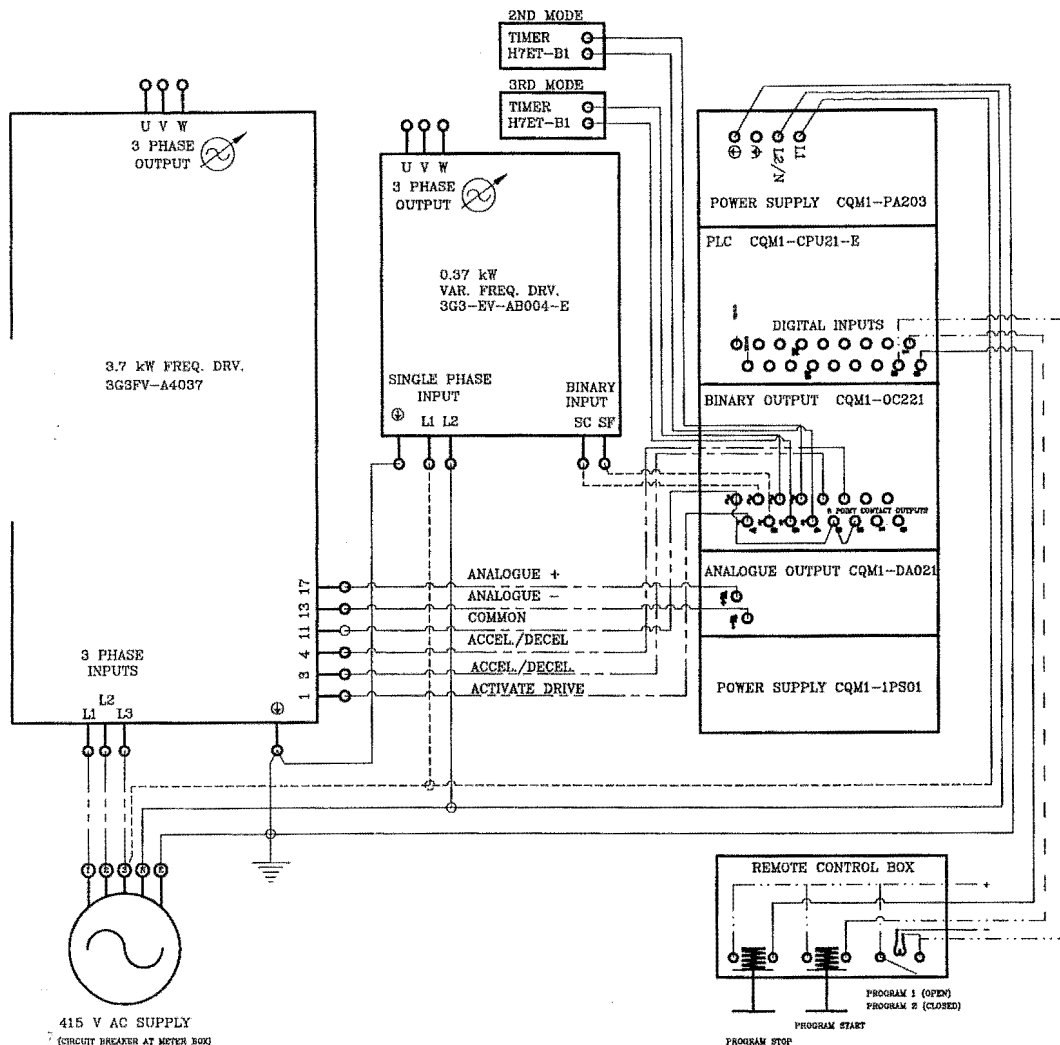 2ND MODE
TIMER
H7ET-B1
3RD MODE
TIMER
H7ET-B1
U V W
3 PHASE
OUTPUT
U V W
3 PHASE
OUTPUT
L2/N
L1
POWER SUPPLY CQM1-PA203
PLC CQM1-CPU21-E
0.37 kW
VAR. FREQ. DRV.
3G3-EV-AB004-E
DIGITAL INPUTS
3.7 kW FREQ. DRV.
3G3FV-A4037
SINGLE PHASE
INPUT
L1 L2
BINARY
INPUT
SC SF
BINARY OUTPUT CQM1-OC221
8 POINT CONTACT OUTPUTS
ANALOGUE OUTPUT CQM1-DA021
17
ANALOGUE +
13
ANALOGUE -
11
COMMON
4
ACCEL./DECEL
3
ACCEL./DECEL.
1
ACTIVATE DRIVE
POWER SUPPLY CQM1-1PS01
3 PHASE
INPUTS
L2
L1 L3
1 2 3 N E
415 V AC SUPPLY
(CIRCUIT BREAKER AT METER BOX)
REMOTE CONTROL BOX
+
-
PROGRAM 1 (OPEN)
PROGRAM 2 (CLOSED)
PROGRAM START
PROGRAM STOP